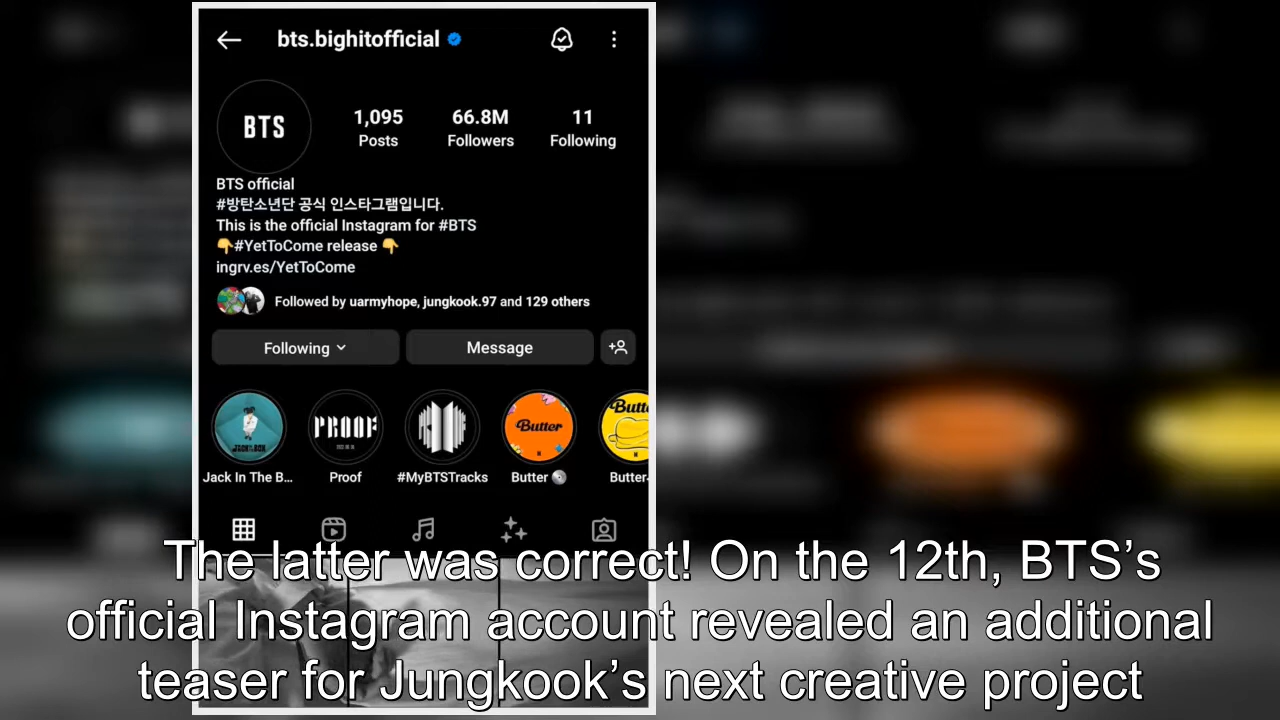 bts.bighitofficial
BTS
1,095 66.8M 11
Posts Followers Following
BTS official
#방탄소년단 공식 인스타그램입니다.
This is the official Instagram for #BTS
👇#YetToCome release 👇
ingrv.es/YetToCome
Followed by uarmyhope, jungkook.97 and 129 others
Following Message
PROOF Butter Butt
Jack In The B... Proof #MyBTSTracks Butter 💿 Butter
The latter was correct! On the 12th, BTS’s
official Instagram account revealed an additional
teaser for Jungkook’s next creative project